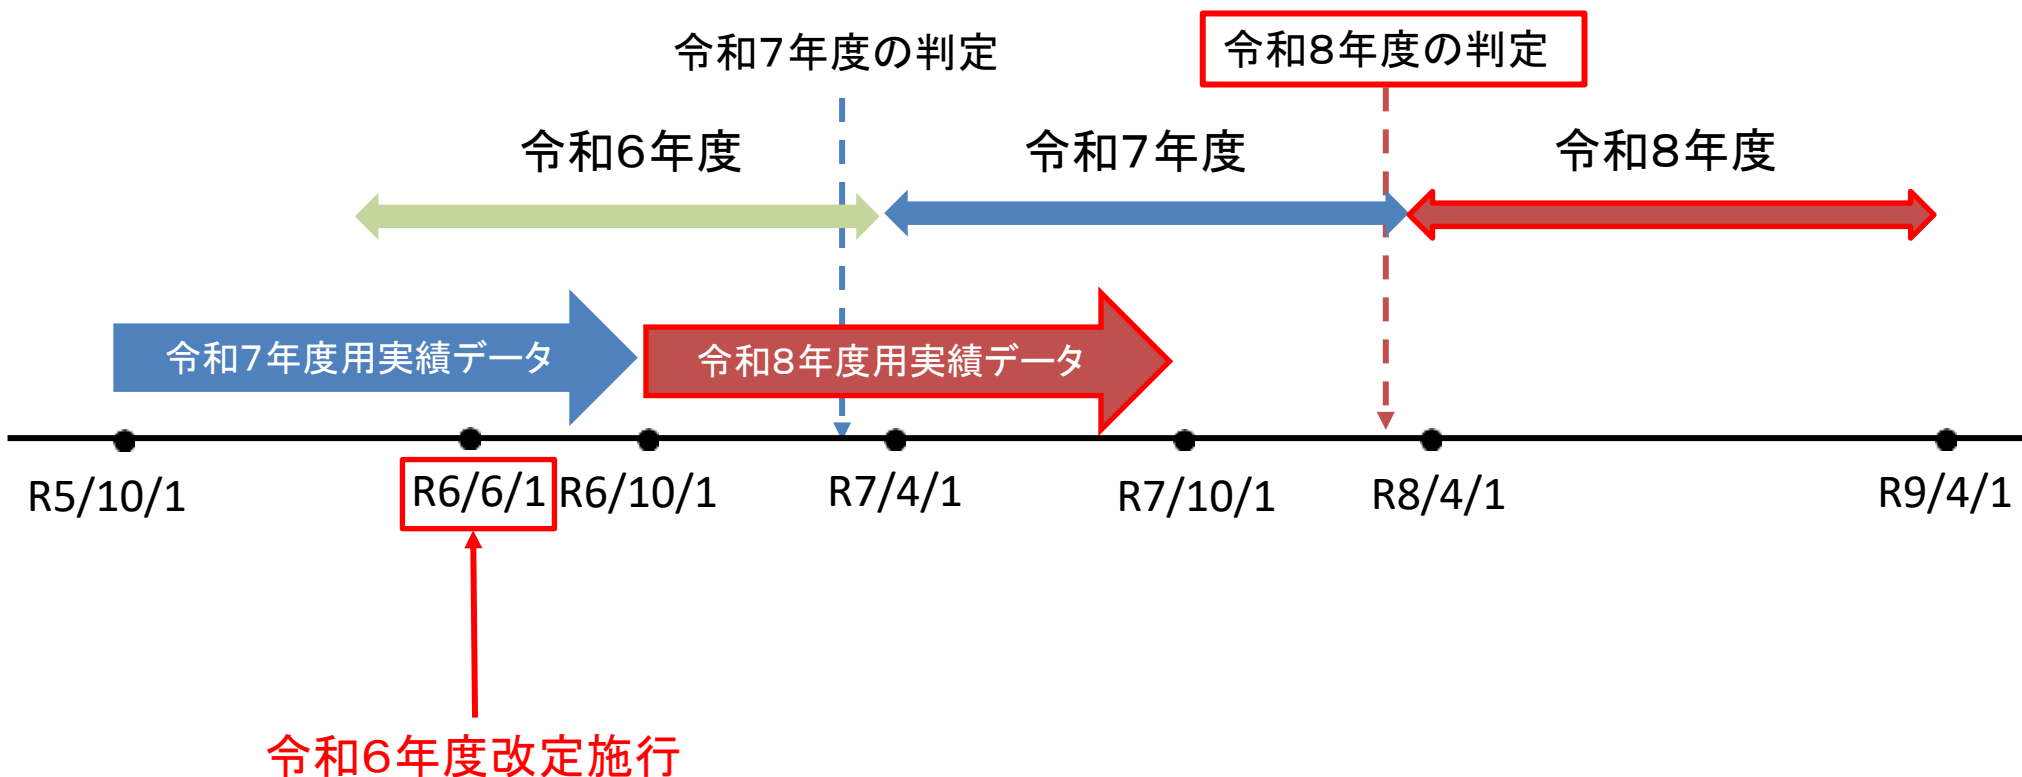 令和7年度の判定
令和8年度の判定
令和6年度
令和7年度
令和8年度
令和7年度用実績データ
令和8年度用実績データ
R5/10/1
R6/6/1
R6/10/1
R7/4/1
R7/10/1
R8/4/1
R9/4/1
令和6年度改定施行